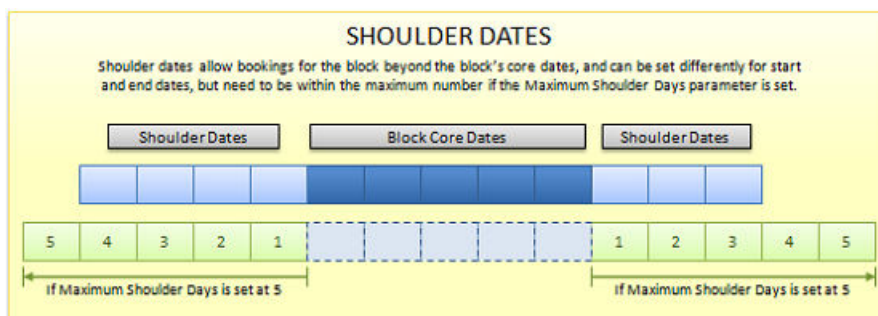 SHOULDER DATES
Shoulder dates allow bookings for the block beyond the block's core dates, and can be set differently for start
and end dates, but need to be within the maximum number if the Maximum Shoulder Days parameter is set.
Shoulder Dates Block Core Dates Shoulder Dates
5 4 3 2 1 1 2 3 4 5
If Maximum Shoulder Days is set at 5 If Maximum Shoulder Days is set at 5